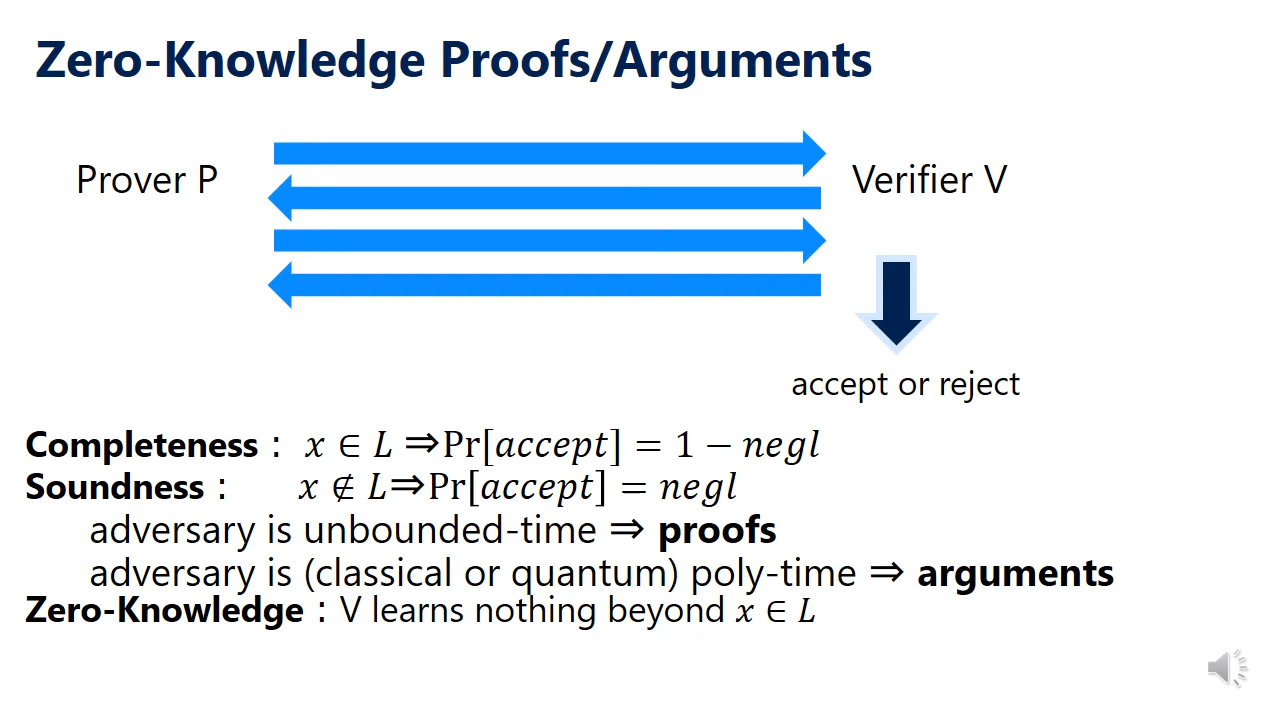 Zero-Knowledge Proofs/Arguments
Prover P
Verifier V
accept or reject
Completeness： x ∈ L ⇒Pr[accept] = 1 − negl
Soundness： x ∉ L⇒Pr[accept] = negl
adversary is unbounded-time ⇒ proofs
adversary is (classical or quantum) poly-time ⇒ arguments
Zero-Knowledge：V learns nothing beyond x ∈ L